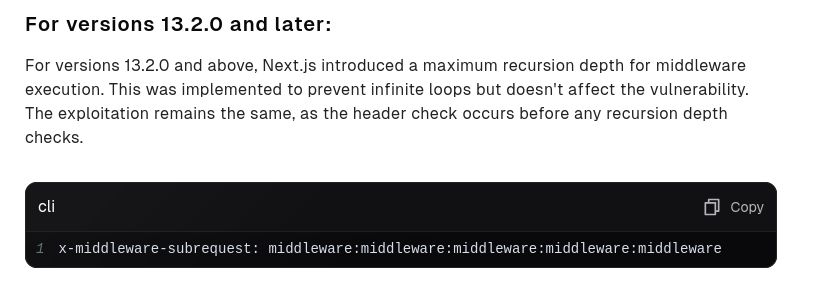 For versions 13.2.0 and later:
For versions 13.2.0 and above, Next.js introduced a maximum recursion depth for middleware
execution. This was implemented to prevent infinite loops but doesn't affect the vulnerability.
The exploitation remains the same, as the header check occurs before any recursion depth
checks.
cli
Copy
1 x-middleware-subrequest: middleware:middleware:middleware:middleware:middleware